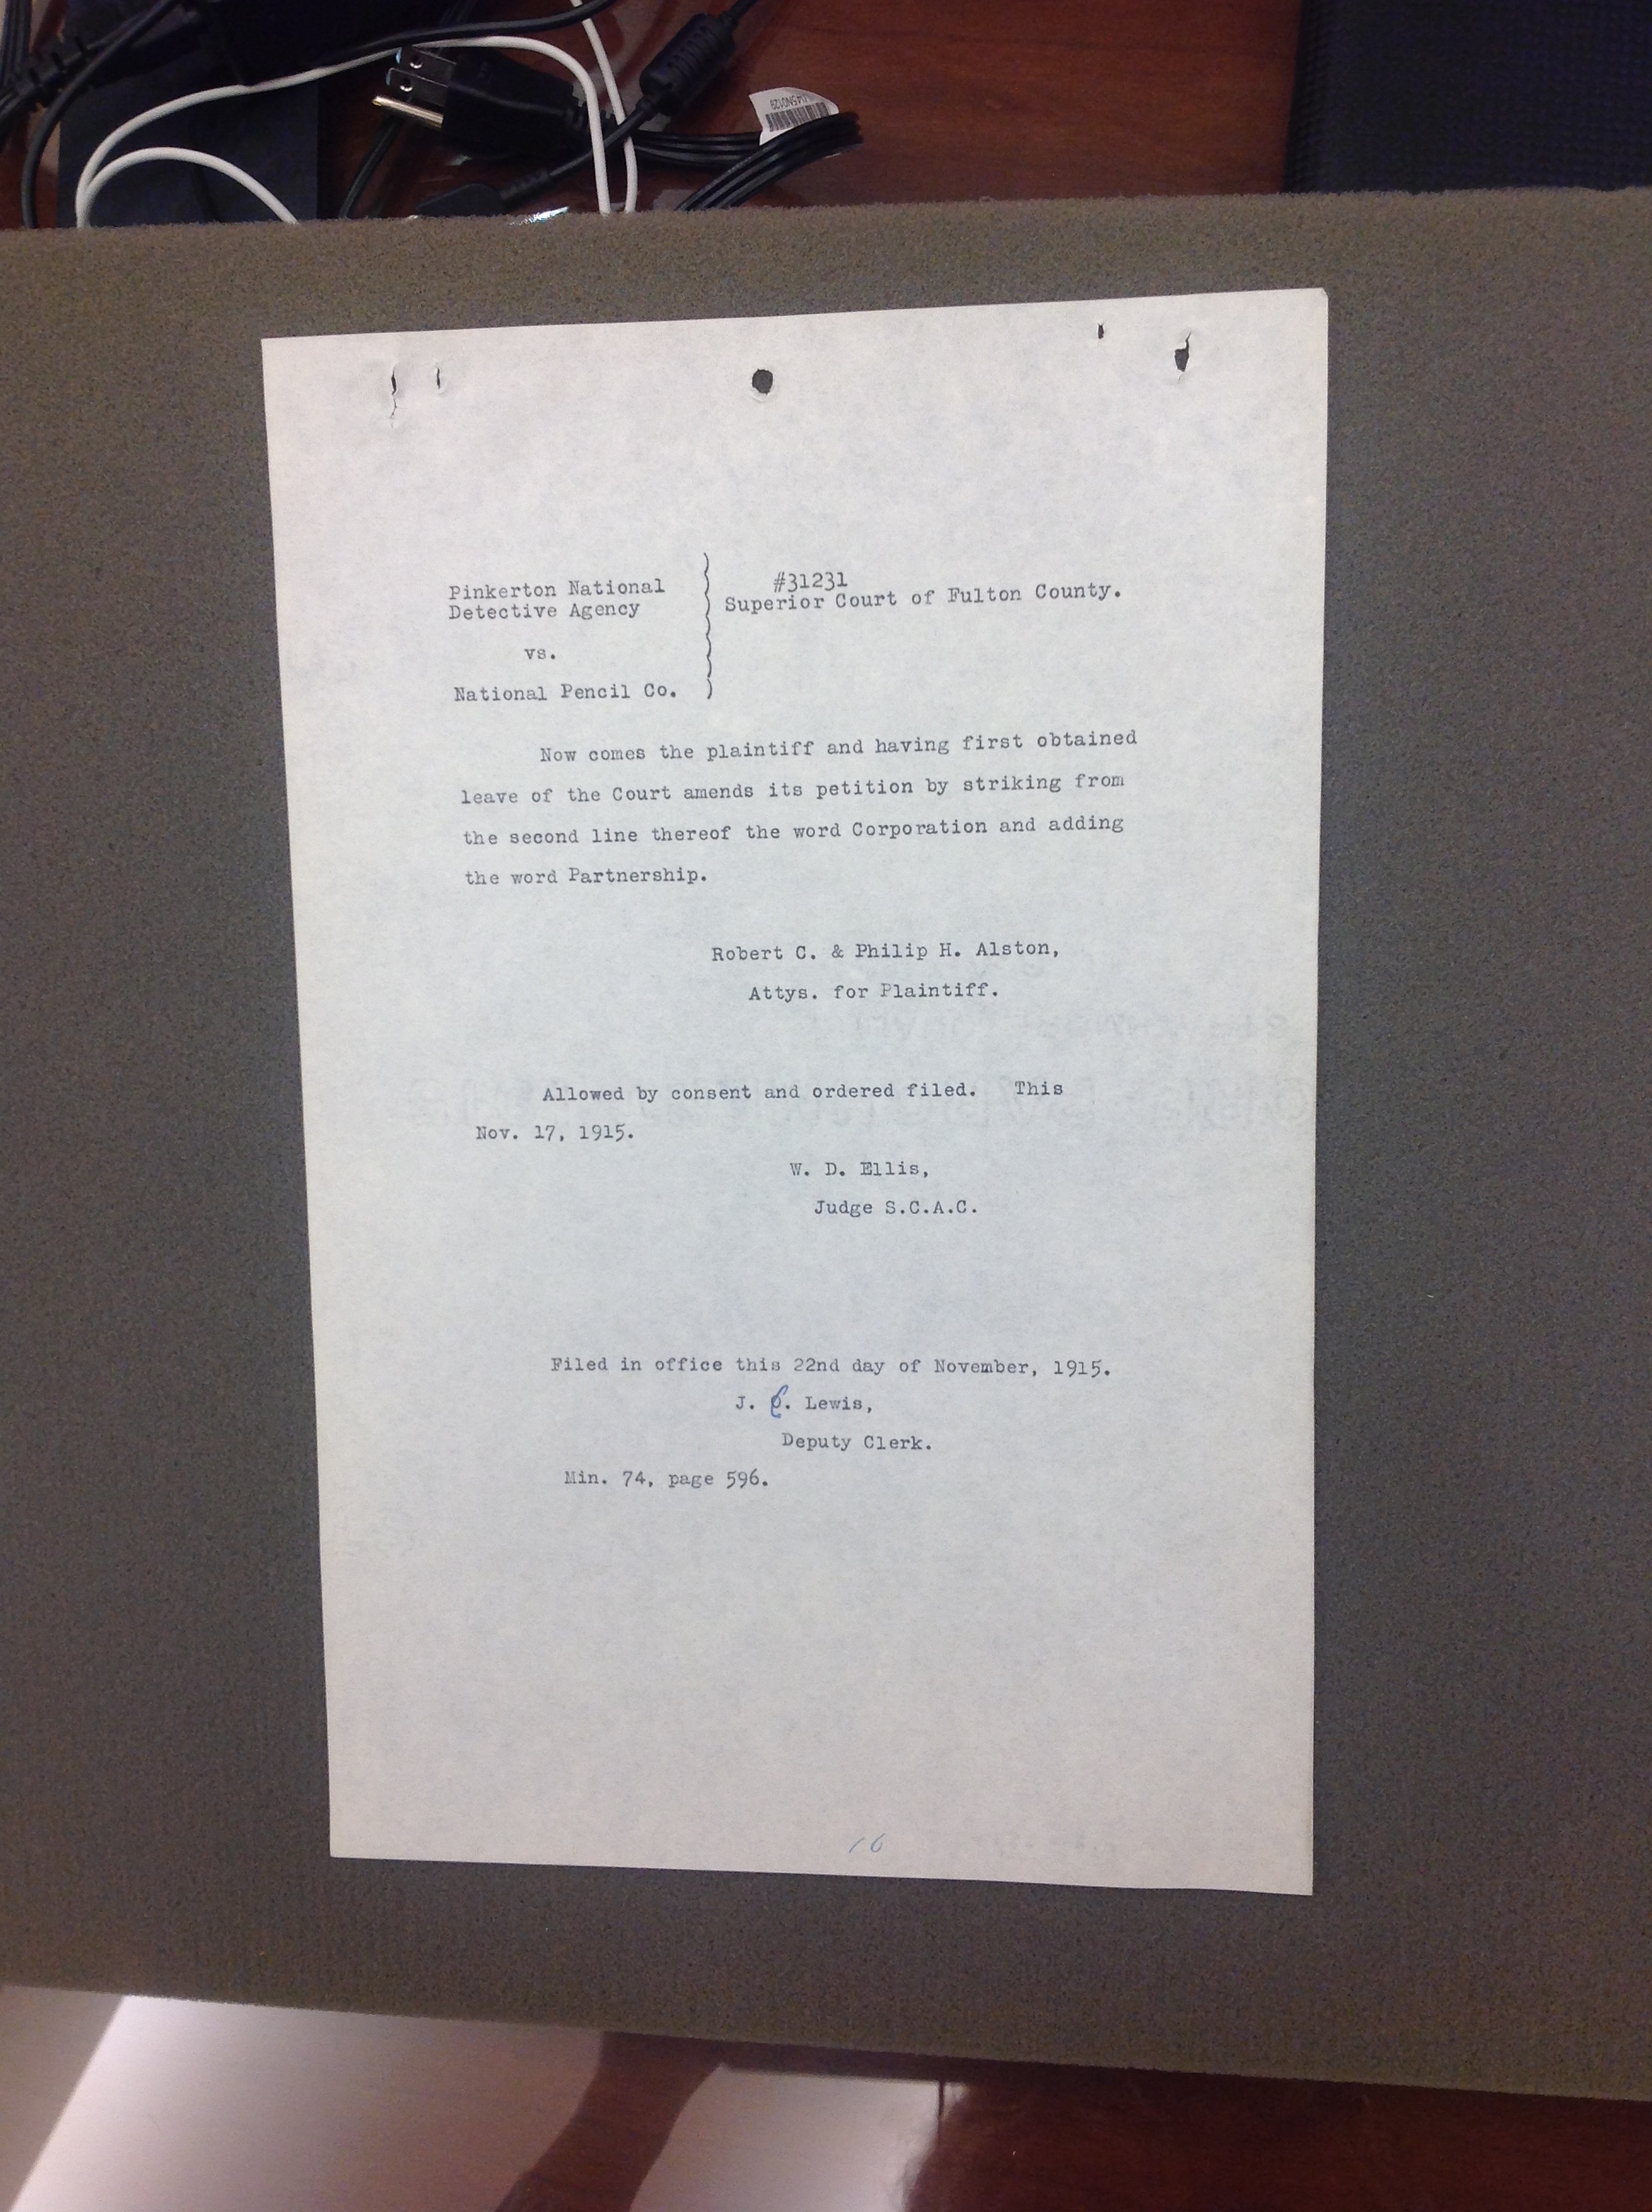 Pinkerton National
Detective Agency
vs.
National Pencil Co.
#31231
Superior Court of Fulton County.
Now comes the plaintiff and having first obtained
leave of the Court amends its petition by striking from
the second line thereof the word Corporation and adding
the word Partnership.
Robert C. & Philip H. Alston,
Attys. for Plaintiff.
Allowed by consent and ordered filed. This
Nov. 17, 1915.
W. D. Ellis,
Judge S.C.A.C.
Filed in office this 22nd day of November, 1915.
J. C. Lewis,
Deputy Clerk.
Min. 74, page 596.
16